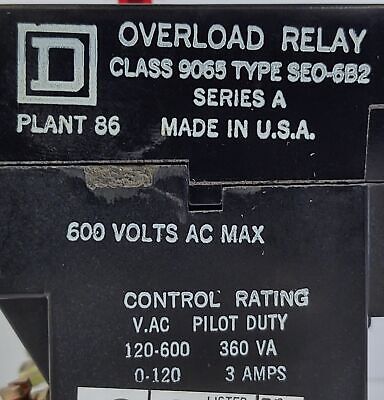 D
OVERLOAD RELAY
CLASS 9065 TYPE SEO-6B2
SERIES A
PLANT 86 MADE IN U.S.A.
600 VOLTS AC MAX
CONTROL RATING
V.AC PILOT DUTY
120-600 360 VA
0-120 3 AMPS
LISTED